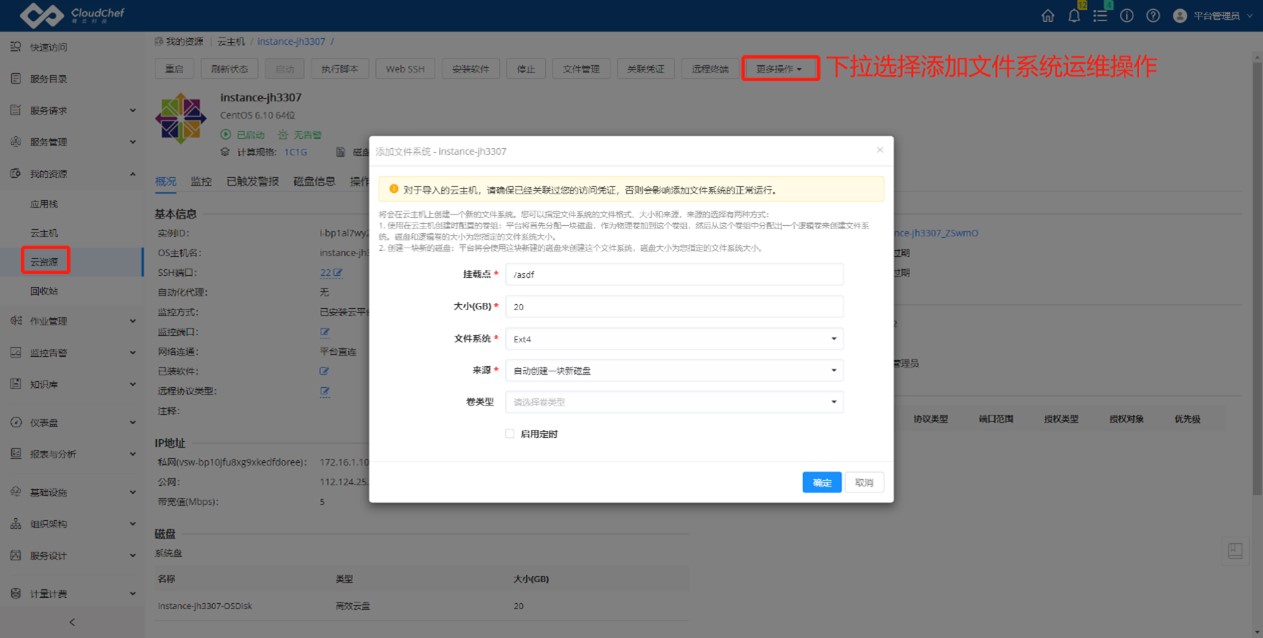 CloudChef
12
4
平台管理员
快速访问
服务目录
服务请求
服务管理
我的资源
应用栈
云主机
云资源
回收站
作业管理
监控告警
知识库
仪表盘
报表与分析
基础设施
组织架构
服务设计
计量计费
我的资源 云主机 / instance-jh3307 /
重启 刷新状态 启动 执行脚本 Web SSH 安装软件 停止 文件管理 关联凭证 远程终端 更多操作
下拉选择添加文件系统运维操作
instance-jh3307
CentOS 6.10 64位
已启动 无告警
计算规格: 1C1G 磁盘
概况 监控 已触发警报 磁盘信息 操作
基本信息
实例ID: i-bp1al7wy2
OS主机名: instance-jh
SSH端口: 22
自动化代理: 无
监控方式: 已安装云平台
监控端口:
网络连通: 平台直连
已装软件:
远程协议类型:
注释:
IP地址
私网(vsw-bp10jfu8xg9xkedfdoree): 172.16.1.10
公网: 112.124.25.
带宽值(Mbps): 5
磁盘
系统盘
名称 类型 大小(GB)
instance-jh3307-OSDisk 高效云盘 20
添加文件系统 - instance-jh3307
对于导入的云主机，请确保已经关联过您的访问凭证，否则会影响添加文件系统的正常运行。
将会在云主机上创建一个新的文件系统。您可以指定文件系统的文件格式、大小和来源，来源的选择有两种方式：
1. 使用在云主机创建时配置的卷组：平台将首先分配一块磁盘，作为物理卷加到这个卷组，然后从这个卷组中分配出一个逻辑卷来创建文件系
统。磁盘和逻辑卷的大小为您指定的文件系统大小。
2. 创建一块新的磁盘：平台将会使用这块新建的磁盘来创建这个文件系统，磁盘大小为您指定的文件系统大小。
挂载点 * /asdf
大小(GB) * 20
文件系统 * Ext4
来源 * 自动创建一块新磁盘
卷类型 请选择卷类型
启用定时
确定 取消
nce-jh3307_ZSwmO
过期
过期
管理员
协议类型 端口范围 授权类型 授权对象 优先级